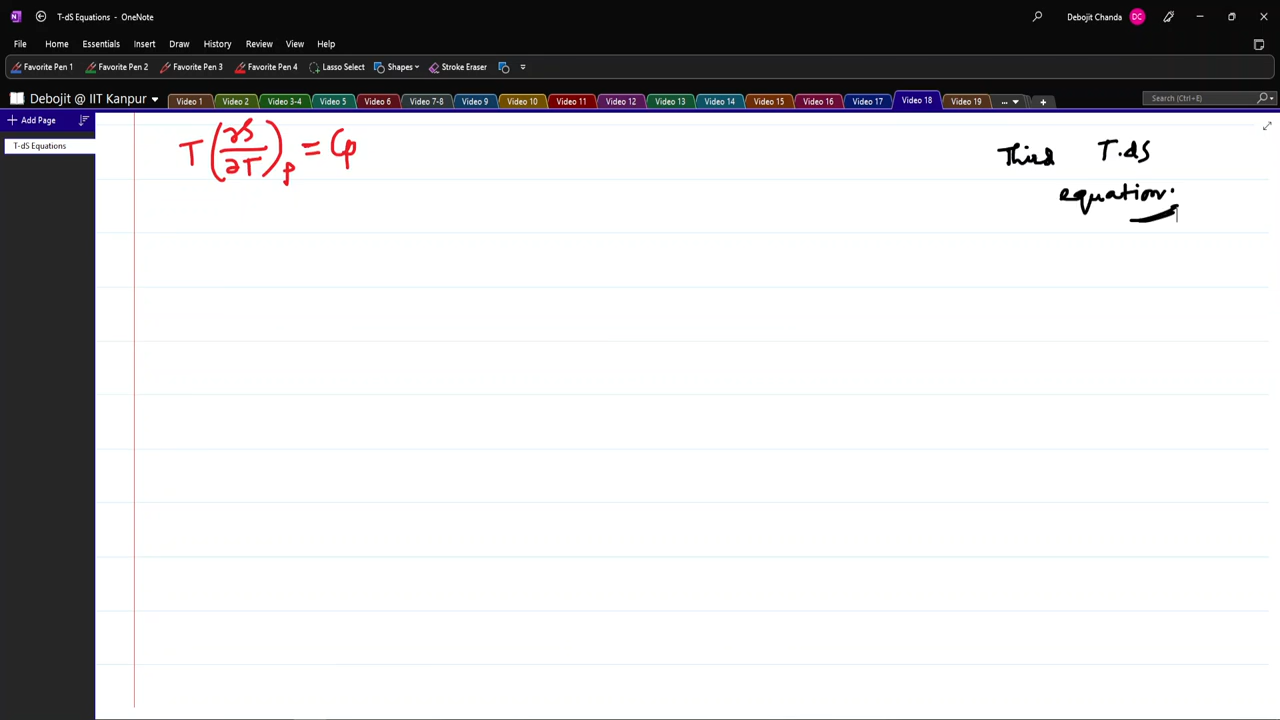 T-dS Equations - OneNote
Debojit Chanda DC
File Home Essentials Insert Draw History Review View Help
Favorite Pen 1 Favorite Pen 2 Favorite Pen 3 Favorite Pen 4 Lasso Select Shapes Stroke Eraser
Debojit @ IIT Kanpur Video 1 Video 2 Video 3-4 Video 5 Video 6 Video 7-8 Video 9 Video 10 Video 11 Video 12 Video 13 Video 14 Video 15 Video 16 Video 17 Video 18 Video 19 ... Search (Ctrl+E)
Add Page
T-dS Equations
T(∂S/∂T)p = Cp
Third T.dS
equation.